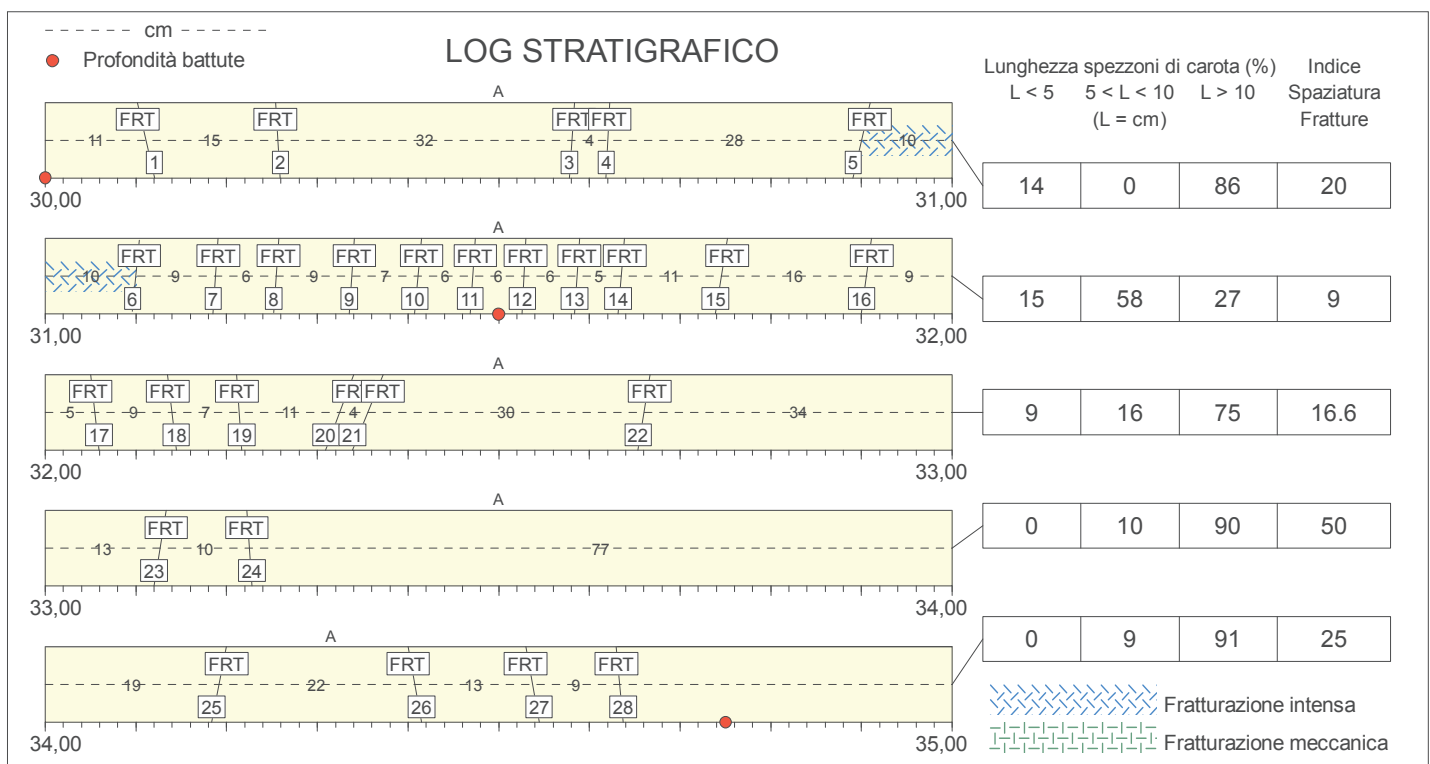 cm
Profondità battute
LOG STRATIGRAFICO
Lunghezza spezzoni di carota (%)
L < 5 5 < L < 10 L > 10
(L = cm)
Indice
Spaziatura
Fratture
A
FRT FRT FRT FRT FRT
11 15 32 4 28 10
1 2 3 4 5
30,00 31,00
14 0 86 20
A
FRT FRT FRT FRT FRT FRT FRT FRT FRT FRT FRT
10 9 6 9 7 6 6 6 5 11 16 9
6 7 8 9 10 11 12 13 14 15 16
31,00 32,00
15 58 27 9
A
FRT FRT FRT FR FRT FRT
5 9 7 11 4 30 34
17 18 19 20 21 22
32,00 33,00
9 16 75 16.6
A
FRT FRT
13 10 77
23 24
33,00 34,00
0 10 90 50
A
FRT FRT FRT FRT
19 22 13 9
25 26 27 28
34,00 35,00
0 9 91 25
Fratturazione intensa
Fratturazione meccanica